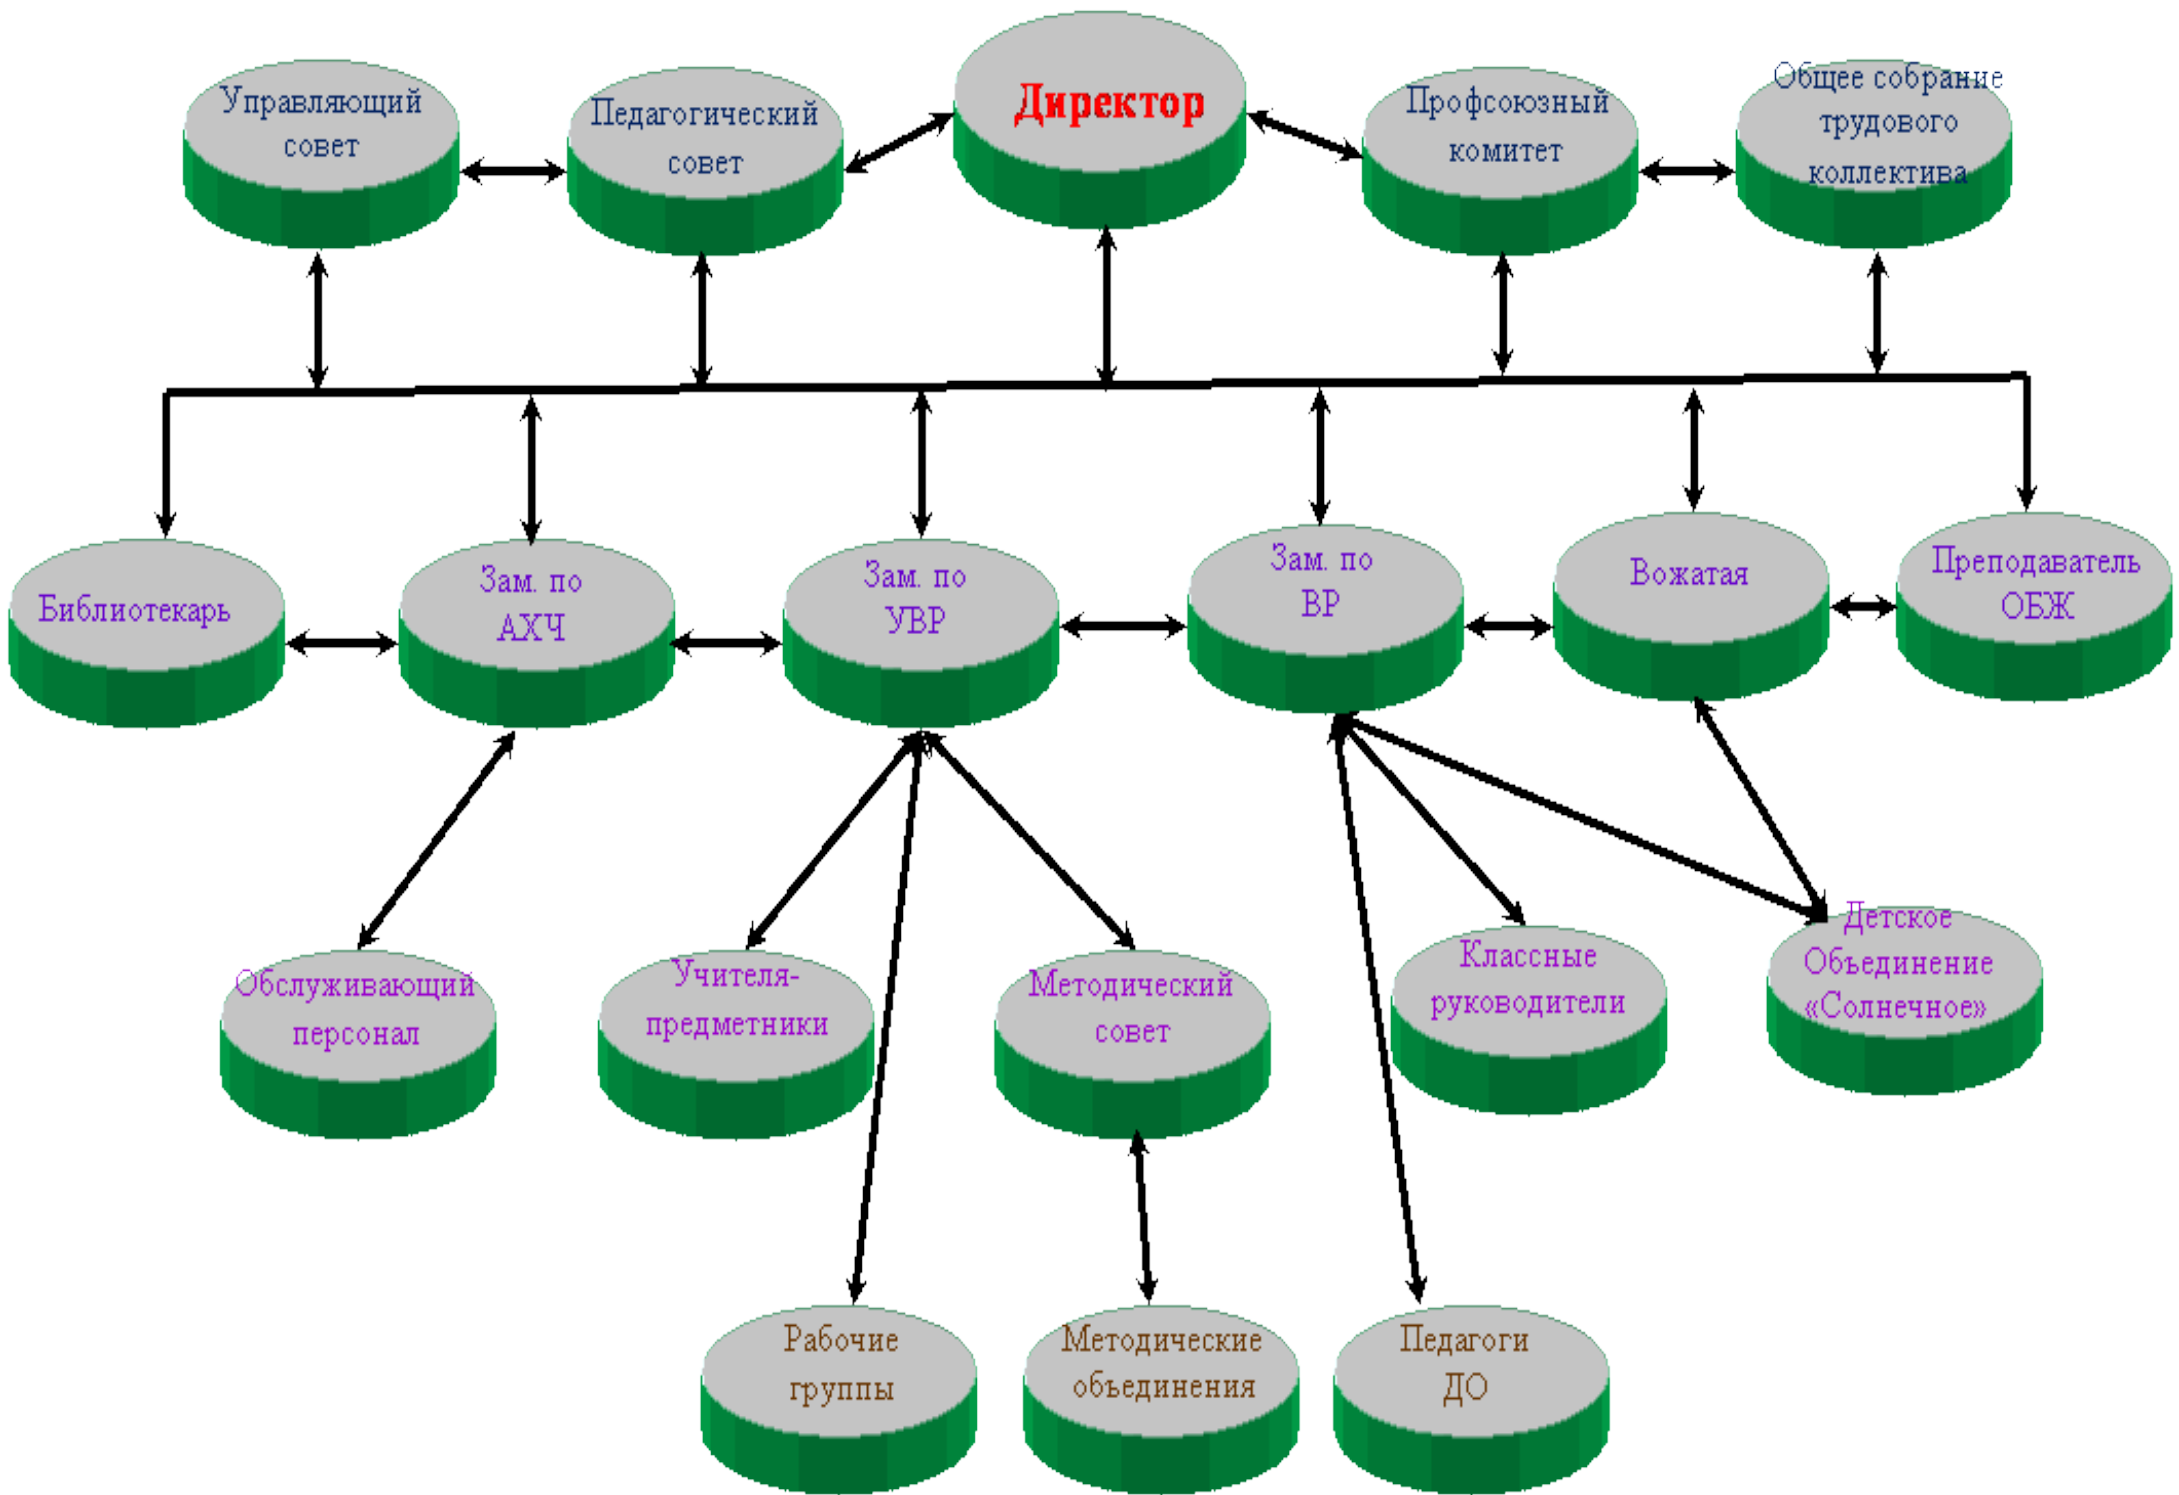 Управляющий
совет
Педагогический
совет
Директор
Профсоюзный
комитет
Общее собрание
трудового
коллектива
Библиотекарь
Зам. по
АХЧ
Зам. по
УВР
Зам. по
ВР
Вожатая
Преподаватель
ОБЖ
Обслуживающий
персонал
Учителя-
предметники
Методический
совет
Классные
руководители
Детское
Объединение
«Солнечное»
Рабочие
группы
Методические
объединения
Педагоги
ДО